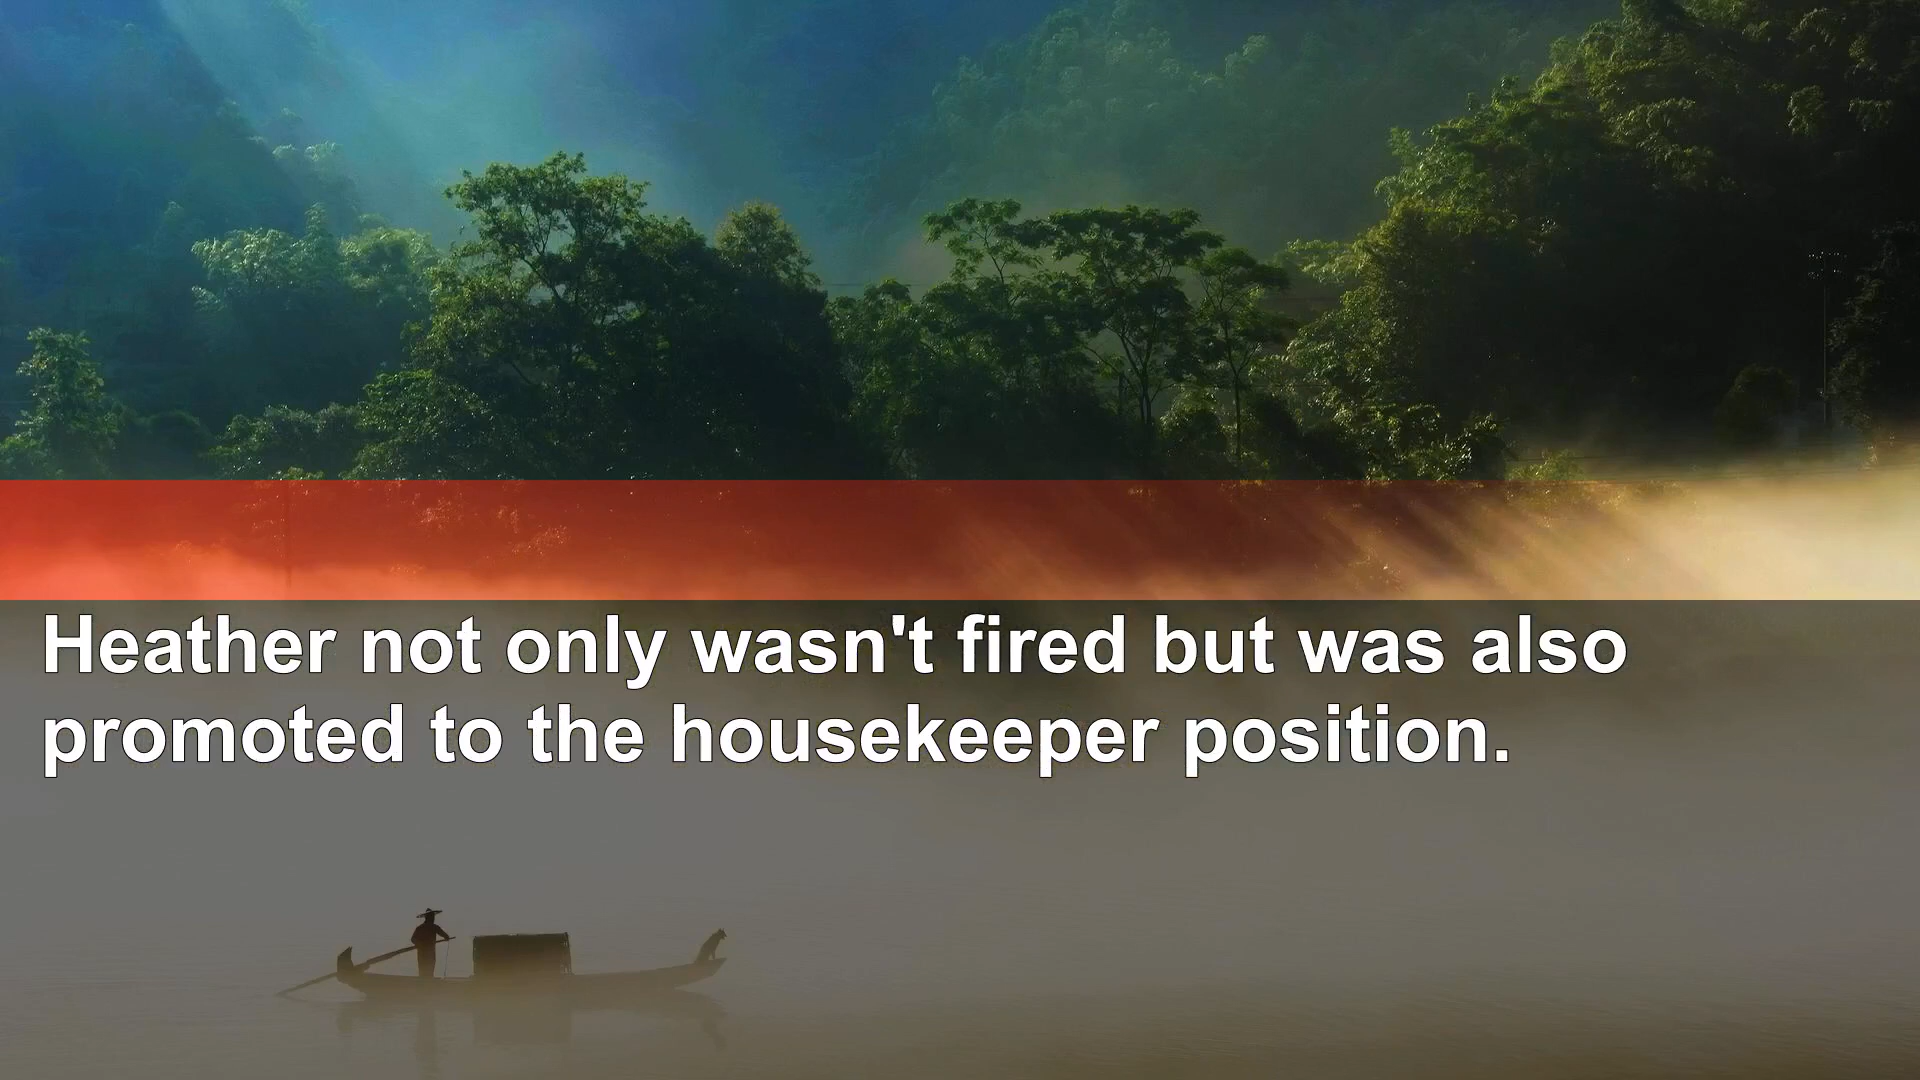 Heather not only wasn't fired but was also
promoted to the housekeeper position.